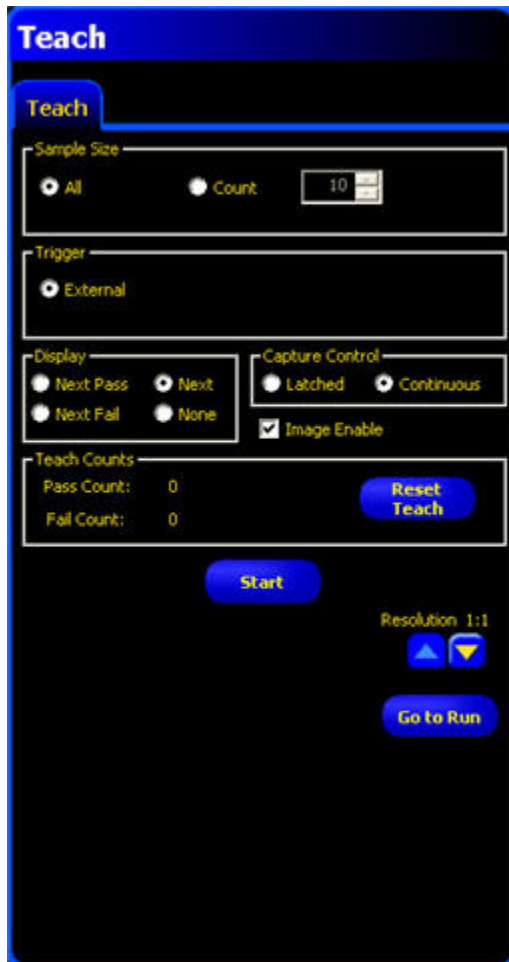 Teach
Teach
Sample Size
All Count 10
Trigger
External
Display
Next Pass Next
Next Fail None
Capture Control
Latched Continuous
Image Enable
Teach Counts
Pass Count: 0
Fail Count: 0
Reset
Teach
Start
Resolution 1:1
Go to Run